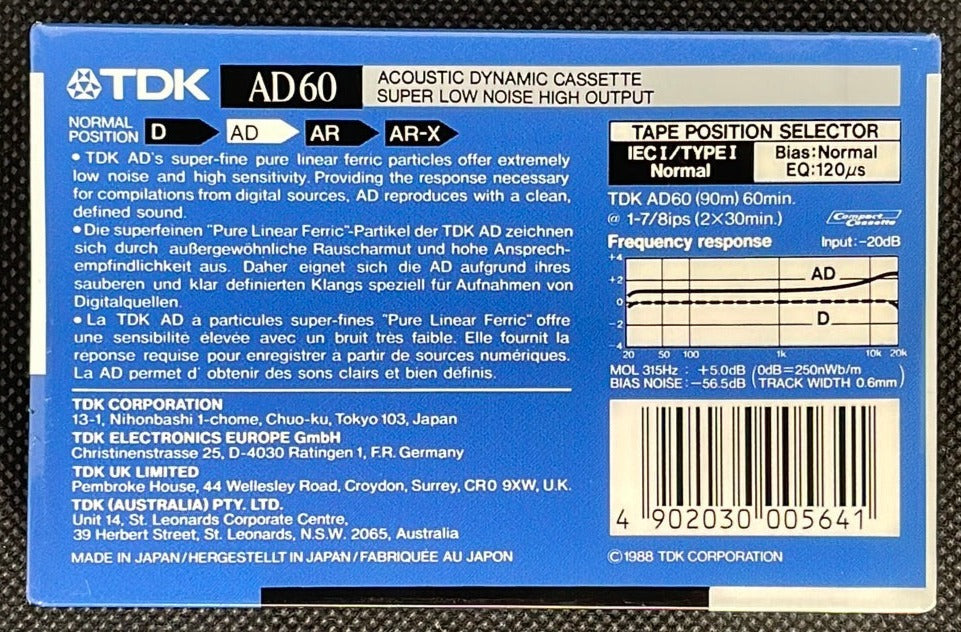 TDK AD60 ACOUSTIC DYNAMIC CASSETTE
SUPER LOW NOISE HIGH OUTPUT
NORMAL
POSITION D AD AR AR-X
• TDK AD's super-fine pure linear ferric particles offer extremely
low noise and high sensitivity. Providing the response necessary
for compilations from digital sources, AD reproduces with a clean,
defined sound.
• Die superfeinen "Pure Linear Ferric"-Partikel der TDK AD zeichnen
sich durch außergewöhnliche Rauscharmut und hohe Ansprech-
empfindlichkeit aus. Daher eignet sich die AD aufgrund ihres
sauberen und klar definierten Klangs speziell für Aufnahmen von
Digitalquellen.
• La TDK AD à particules super-fines "Pure Linear Ferric" offre
une sensibilité élevée avec un bruit très faible. Elle fournit la
reponse requise pour enregistrer à partir de sources numériques.
La AD permet d' obtenir des sons clairs et bien définis.
TDK CORPORATION
13-1, Nihonbashi 1-chome, Chuo-ku, Tokyo 103, Japan
TDK ELECTRONICS EUROPE GmbH
Christinenstrasse 25, D-4030 Ratingen 1, F.R. Germany
TDK UK LIMITED
Pembroke House, 44 Wellesley Road, Croydon, Surrey, CR0 9XW, U.K.
TDK (AUSTRALIA) PTY. LTD.
Unit 14, St. Leonards Corporate Centre,
39 Herbert Street, St. Leonards, N.S.W. 2065, Australia
MADE IN JAPAN/HERGESTELLT IN JAPAN/FABRIQUÉE AU JAPON
TAPE POSITION SELECTOR
IEC I/TYPE I Bias: Normal
Normal EQ: 120µs
TDK AD60 (90m) 60min.
@ 1-7/8ips (2×30min.) Compact Cassette
Frequency response Input: -20dB
+4
+2
0
-2
-4
AD
D
20 50 100 1k 10k 20k
MOL 315Hz : +5.0dB (0dB=250nWb/m
BIAS NOISE : -56.5dB TRACK WIDTH 0.6mm)
4 902030 005641
©1988 TDK CORPORATION